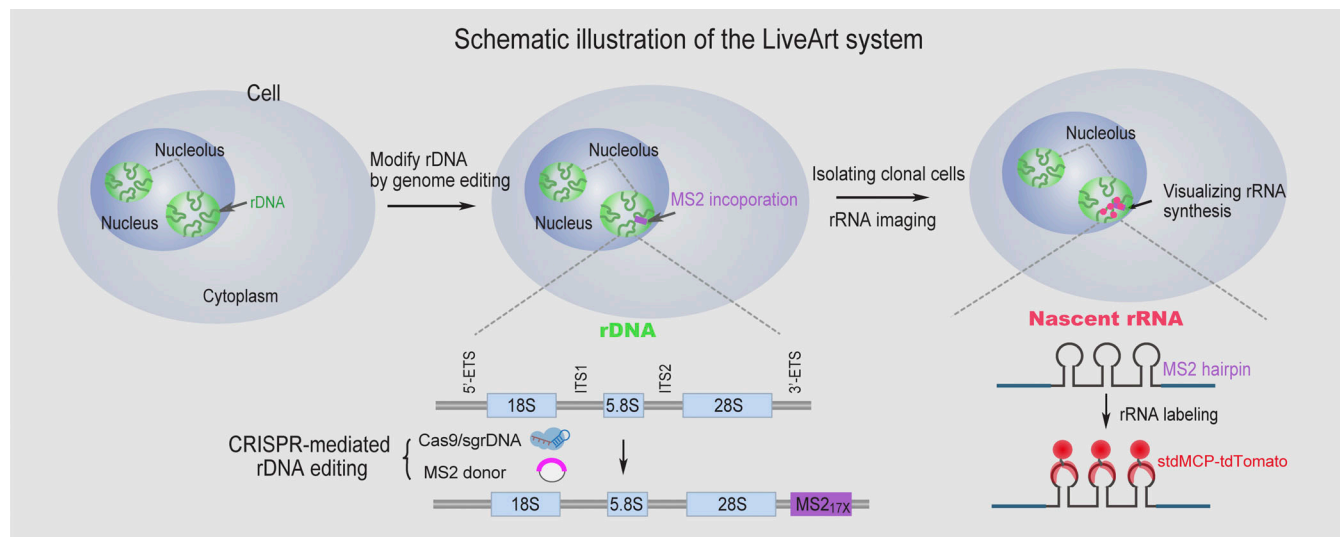 Schematic illustration of the LiveArt system
Cell
Nucleolus
rDNA
Nucleus
Cytoplasm
Modify rDNA
by genome editing
Nucleolus
MS2 incoporation
Nucleus
Isolating clonal cells
rRNA imaging
Nucleolus
Visualizing rRNA
synthesis
rDNA
5'-ETS
ITS1
ITS2
3'-ETS
18S
5.8S
28S
CRISPR-mediated
rDNA editing
Cas9/sgrDNA
MS2 donor
18S
5.8S
28S
MS217X
Nascent rRNA
MS2 hairpin
rRNA labeling
stdMCP-tdTomato